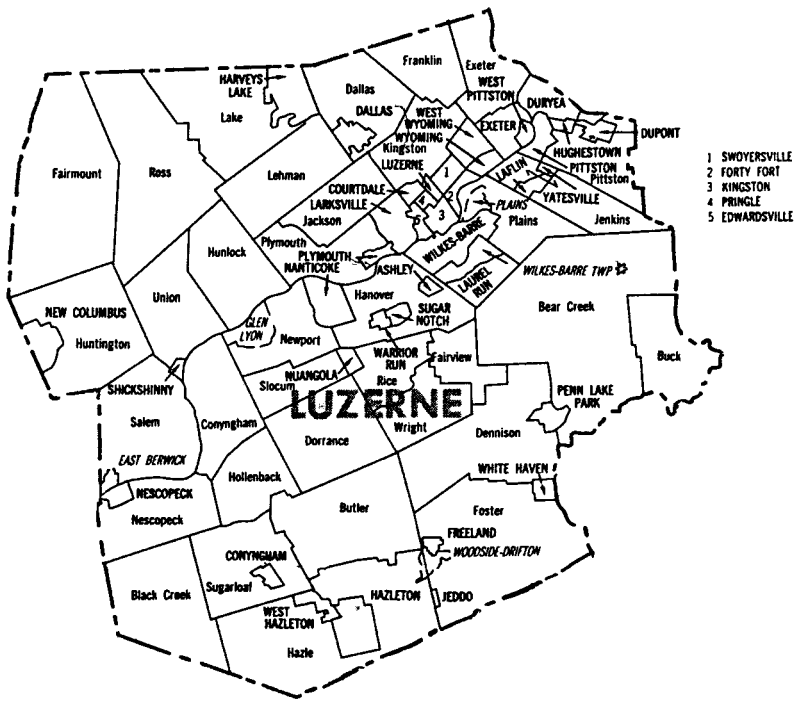 Franklin
Exeter
HARVEYS
LAKE
Lake
Dallas
WEST
PITTSTON
DALLAS
WEST
WYOMING
WYOMING
DURYEA
EXETER
DUPONT
Fairmount
Ross
Kingston
LUZERNE
HUGHESTOWN
PITTSTON
Pittston
LAFLIN
YATESVILLE
Lehman
COURTDALE
LARKSVILLE
1
2
3
5
1 SWOYERSVILLE
2 FORTY FORT
3 KINGSTON
4 PRINGLE
5 EDWARDSVILLE
Jackson
PLAINS
Plains
Jenkins
Hunlock
Plymouth
PLYMOUTH
NANTICOKE
ASHLEY
WILKES-BARRE
LAUREL
RUN
WILKES-BARRE TWP
Union
Hanover
Bear Creek
NEW COLUMBUS
Huntington
GLEN
LYON
Newport
SUGAR
NOTCH
WARRIOR
RUN
Fairview
Buck
SHICKSHINNY
NUANGOLA
Slocum
Rice
LUZERNE
PENN LAKE
PARK
Salem
Conyngham
Dorrance
Wright
Dennison
EAST BERWICK
Hollenback
WHITE HAVEN
NESCOPECK
Nescopeck
Butler
Foster
FREELAND
WOODSIDE-DRIFTON
CONYNGHAM
Sugarloaf
Black Creek
HAZLETON
JEDDO
WEST
HAZLETON
Hazle